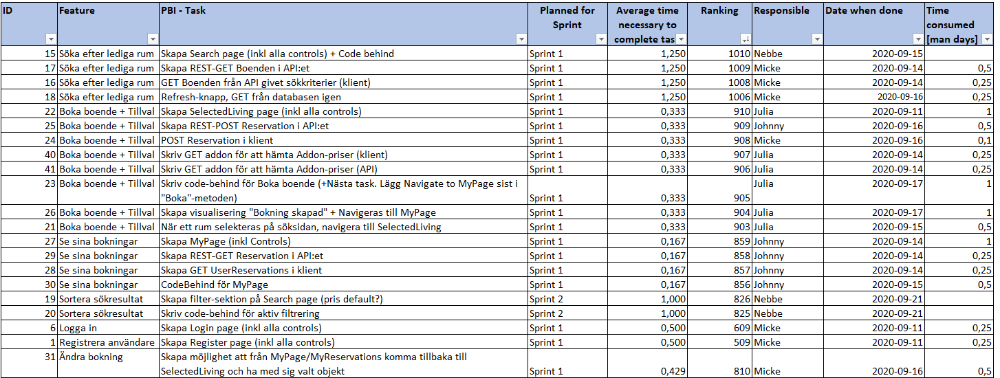 ID Feature PBI - Task Planned for Sprint Average time necessary to complete tas Ranking Responsible Date when done Time consumed [man days]
15 Söka efter lediga rum Skapa Search page (inkl alla controls) + Code behind Sprint 1 1,250 1010 Nebbe 2020-09-15
17 Söka efter lediga rum Skapa REST-GET Boenden i API:et Sprint 1 1,250 1009 Micke 2020-09-14 0,5
16 Söka efter lediga rum GET Boenden från API givet sökkriterier (klient) Sprint 1 1,250 1008 Micke 2020-09-14 0,25
18 Söka efter lediga rum Refresh-knapp, GET från databasen igen Sprint 1 1,250 1006 Micke 2020-09-16 0,25
22 Boka boende + Tillval Skapa SelectedLiving page (inkl alla controls) Sprint 1 0,333 910 Julia 2020-09-11 1
25 Boka boende + Tillval Skapa REST-POST Reservation i API:et Sprint 1 0,333 909 Johnny 2020-09-16 0,5
24 Boka boende + Tillval POST Reservation i klient Sprint 1 0,333 908 Micke 2020-09-16 0,1
40 Boka boende + Tillval Skriv GET addon för att hämta Addon-priser (klient) Sprint 1 0,333 907 Julia 2020-09-14 0,25
41 Boka boende + Tillval Skriv GET addon för att hämta Addon-priser (API) Sprint 1 0,333 906 Julia 2020-09-14 0,25
23 Boka boende + Tillval Skriv code-behind för Boka boende (+Nästa task. Lägg Navigate to MyPage sist i Julia 2020-09-17 1
"Boka"-metoden) Sprint 1 0,333 905
26 Boka boende + Tillval Skapa visualisering "Bokning skapad" + Navigeras till MyPage Sprint 1 0,333 904 Julia 2020-09-17 1
21 Boka boende + Tillval När ett rum selekteras på söksidan, navigera till SelectedLiving Sprint 1 0,333 903 Julia 2020-09-15 0,5
27 Se sina bokningar Skapa MyPage (inkl Controls) Sprint 1 0,167 859 Johnny 2020-09-14 1
29 Se sina bokningar Skapa REST-GET Reservation i API:et Sprint 1 0,167 858 Johnny 2020-09-14 0,25
28 Se sina bokningar Skapa GET UserReservations i klient Sprint 1 0,167 857 Johnny 2020-09-14 0,25
30 Se sina bokningar CodeBehind för MyPage Sprint 1 0,167 856 Johnny 2020-09-15 0,5
19 Sortera sökresultat Skapa filter-sektion på Search page (pris default?) Sprint 2 1,000 826 Nebbe 2020-09-21
20 Sortera sökresultat Skriv code-behind för aktiv filtrering Sprint 2 1,000 825 Nebbe 2020-09-21
6 Logga in Skapa Login page (inkl alla controls) Sprint 1 0,500 609 Micke 2020-09-11 0,25
1 Registrera användare Skapa Register page (inkl alla controls) Sprint 1 0,500 509 Micke 2020-09-11 0,25
31 Ändra bokning Skapa möjlighet att från MyPage/MyReservations komma tillbaka till
SelectedLiving och ha med sig valt objekt Sprint 1 0,429 810 Micke 2020-09-16 0,5